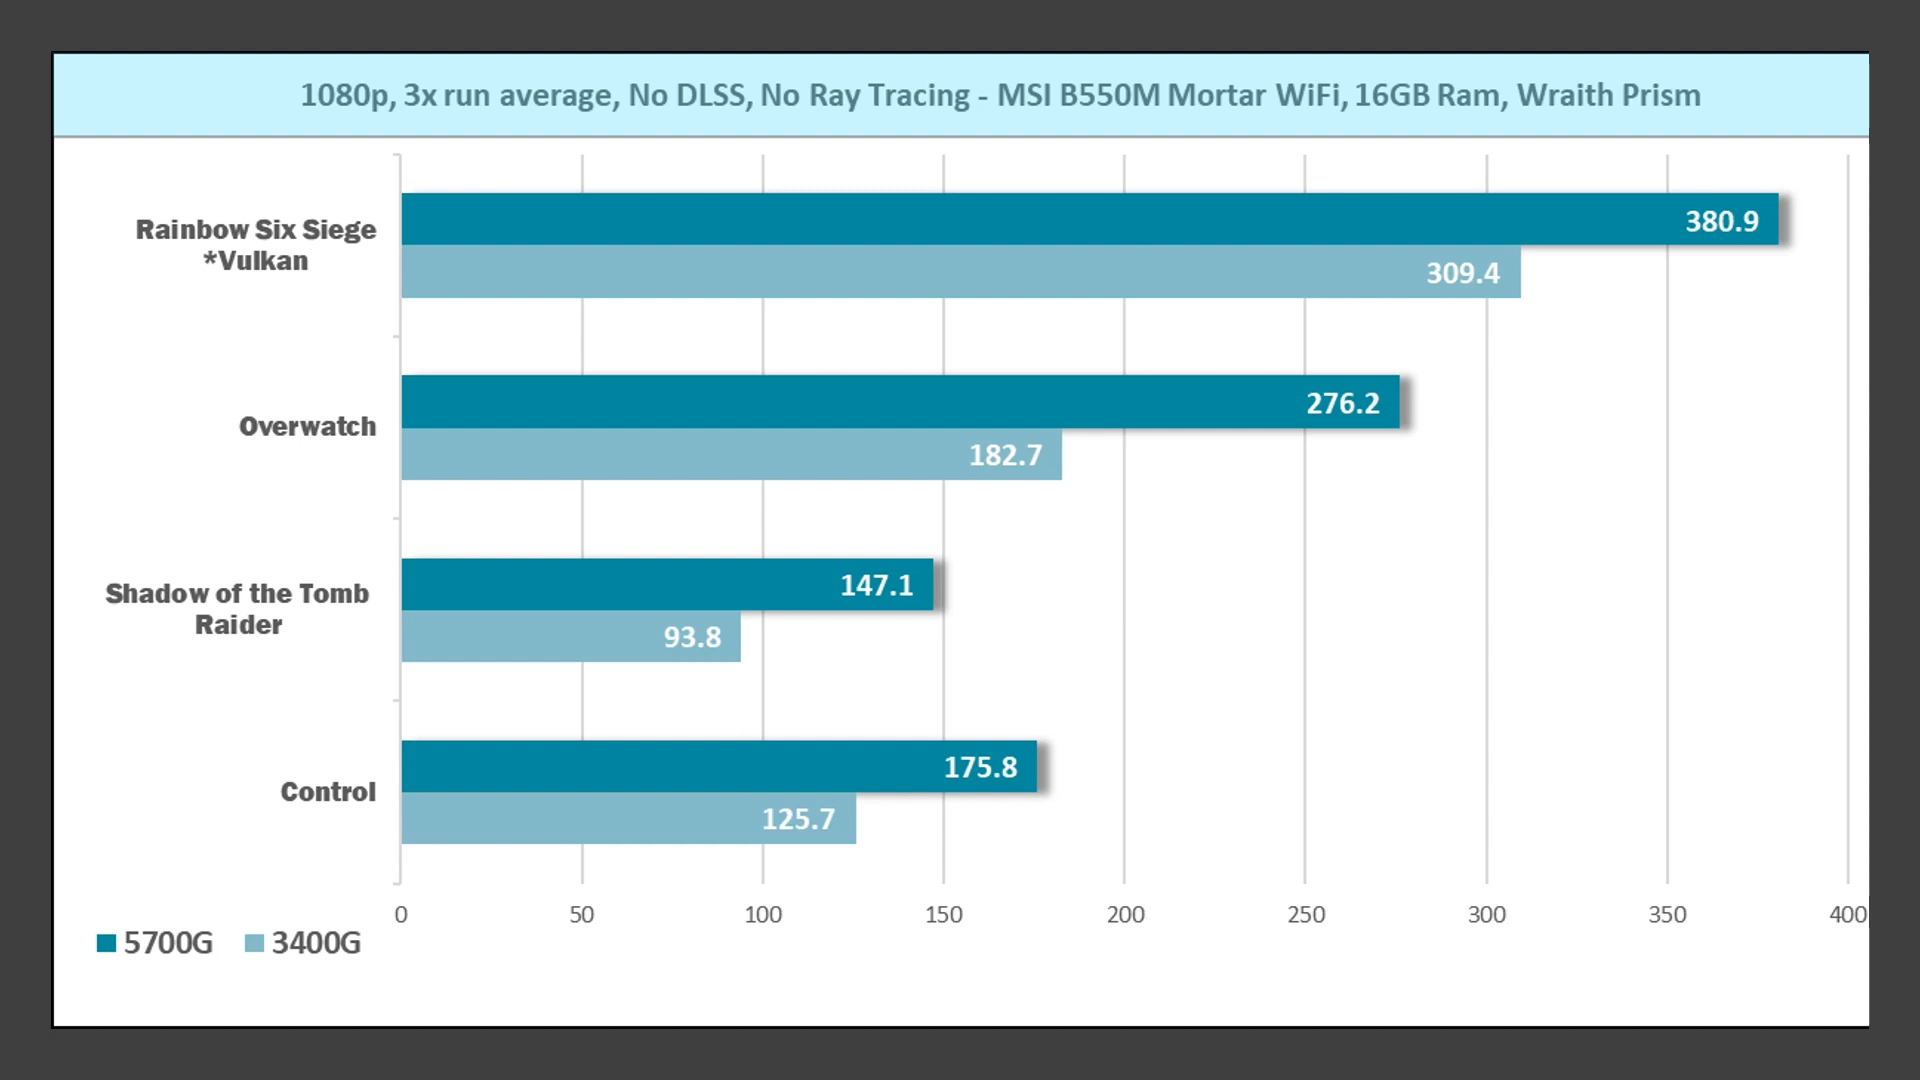 1080p, 3x run average, No DLSS, No Ray Tracing - MSI B550M Mortar WiFi, 16GB Ram, Wraith Prism
Rainbow Six Siege
*Vulkan
380.9
309.4
Overwatch
276.2
182.7
Shadow of the Tomb
Raider
147.1
93.8
Control
175.8
125.7
0 50 100 150 200 250 300 350 400
5700G 3400G